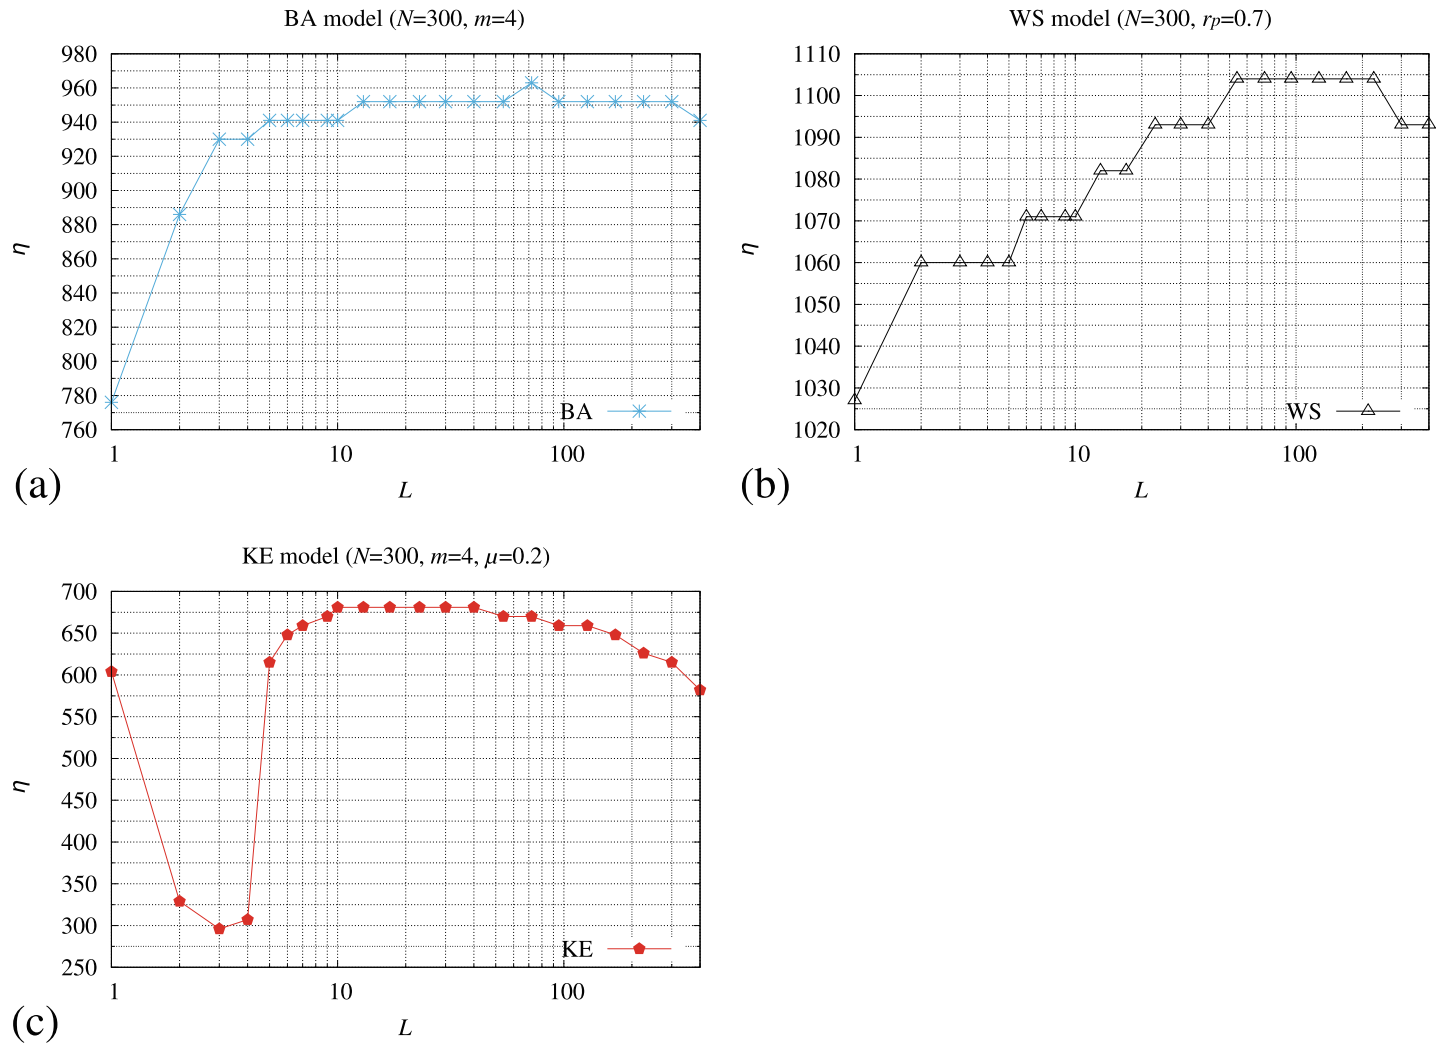 BA model (N=300, m=4)
980
960
940
920
900
880
860
840
820
800
780
760
η
BA
1 10 100
L
(a)
WS model (N=300, rp=0.7)
1110
1100
1090
1080
1070
1060
1050
1040
1030
1020
η
WS
1 10 100
L
(b)
KE model (N=300, m=4, μ=0.2)
700
650
600
550
500
450
400
350
300
250
η
KE
1 10 100
L
(c)